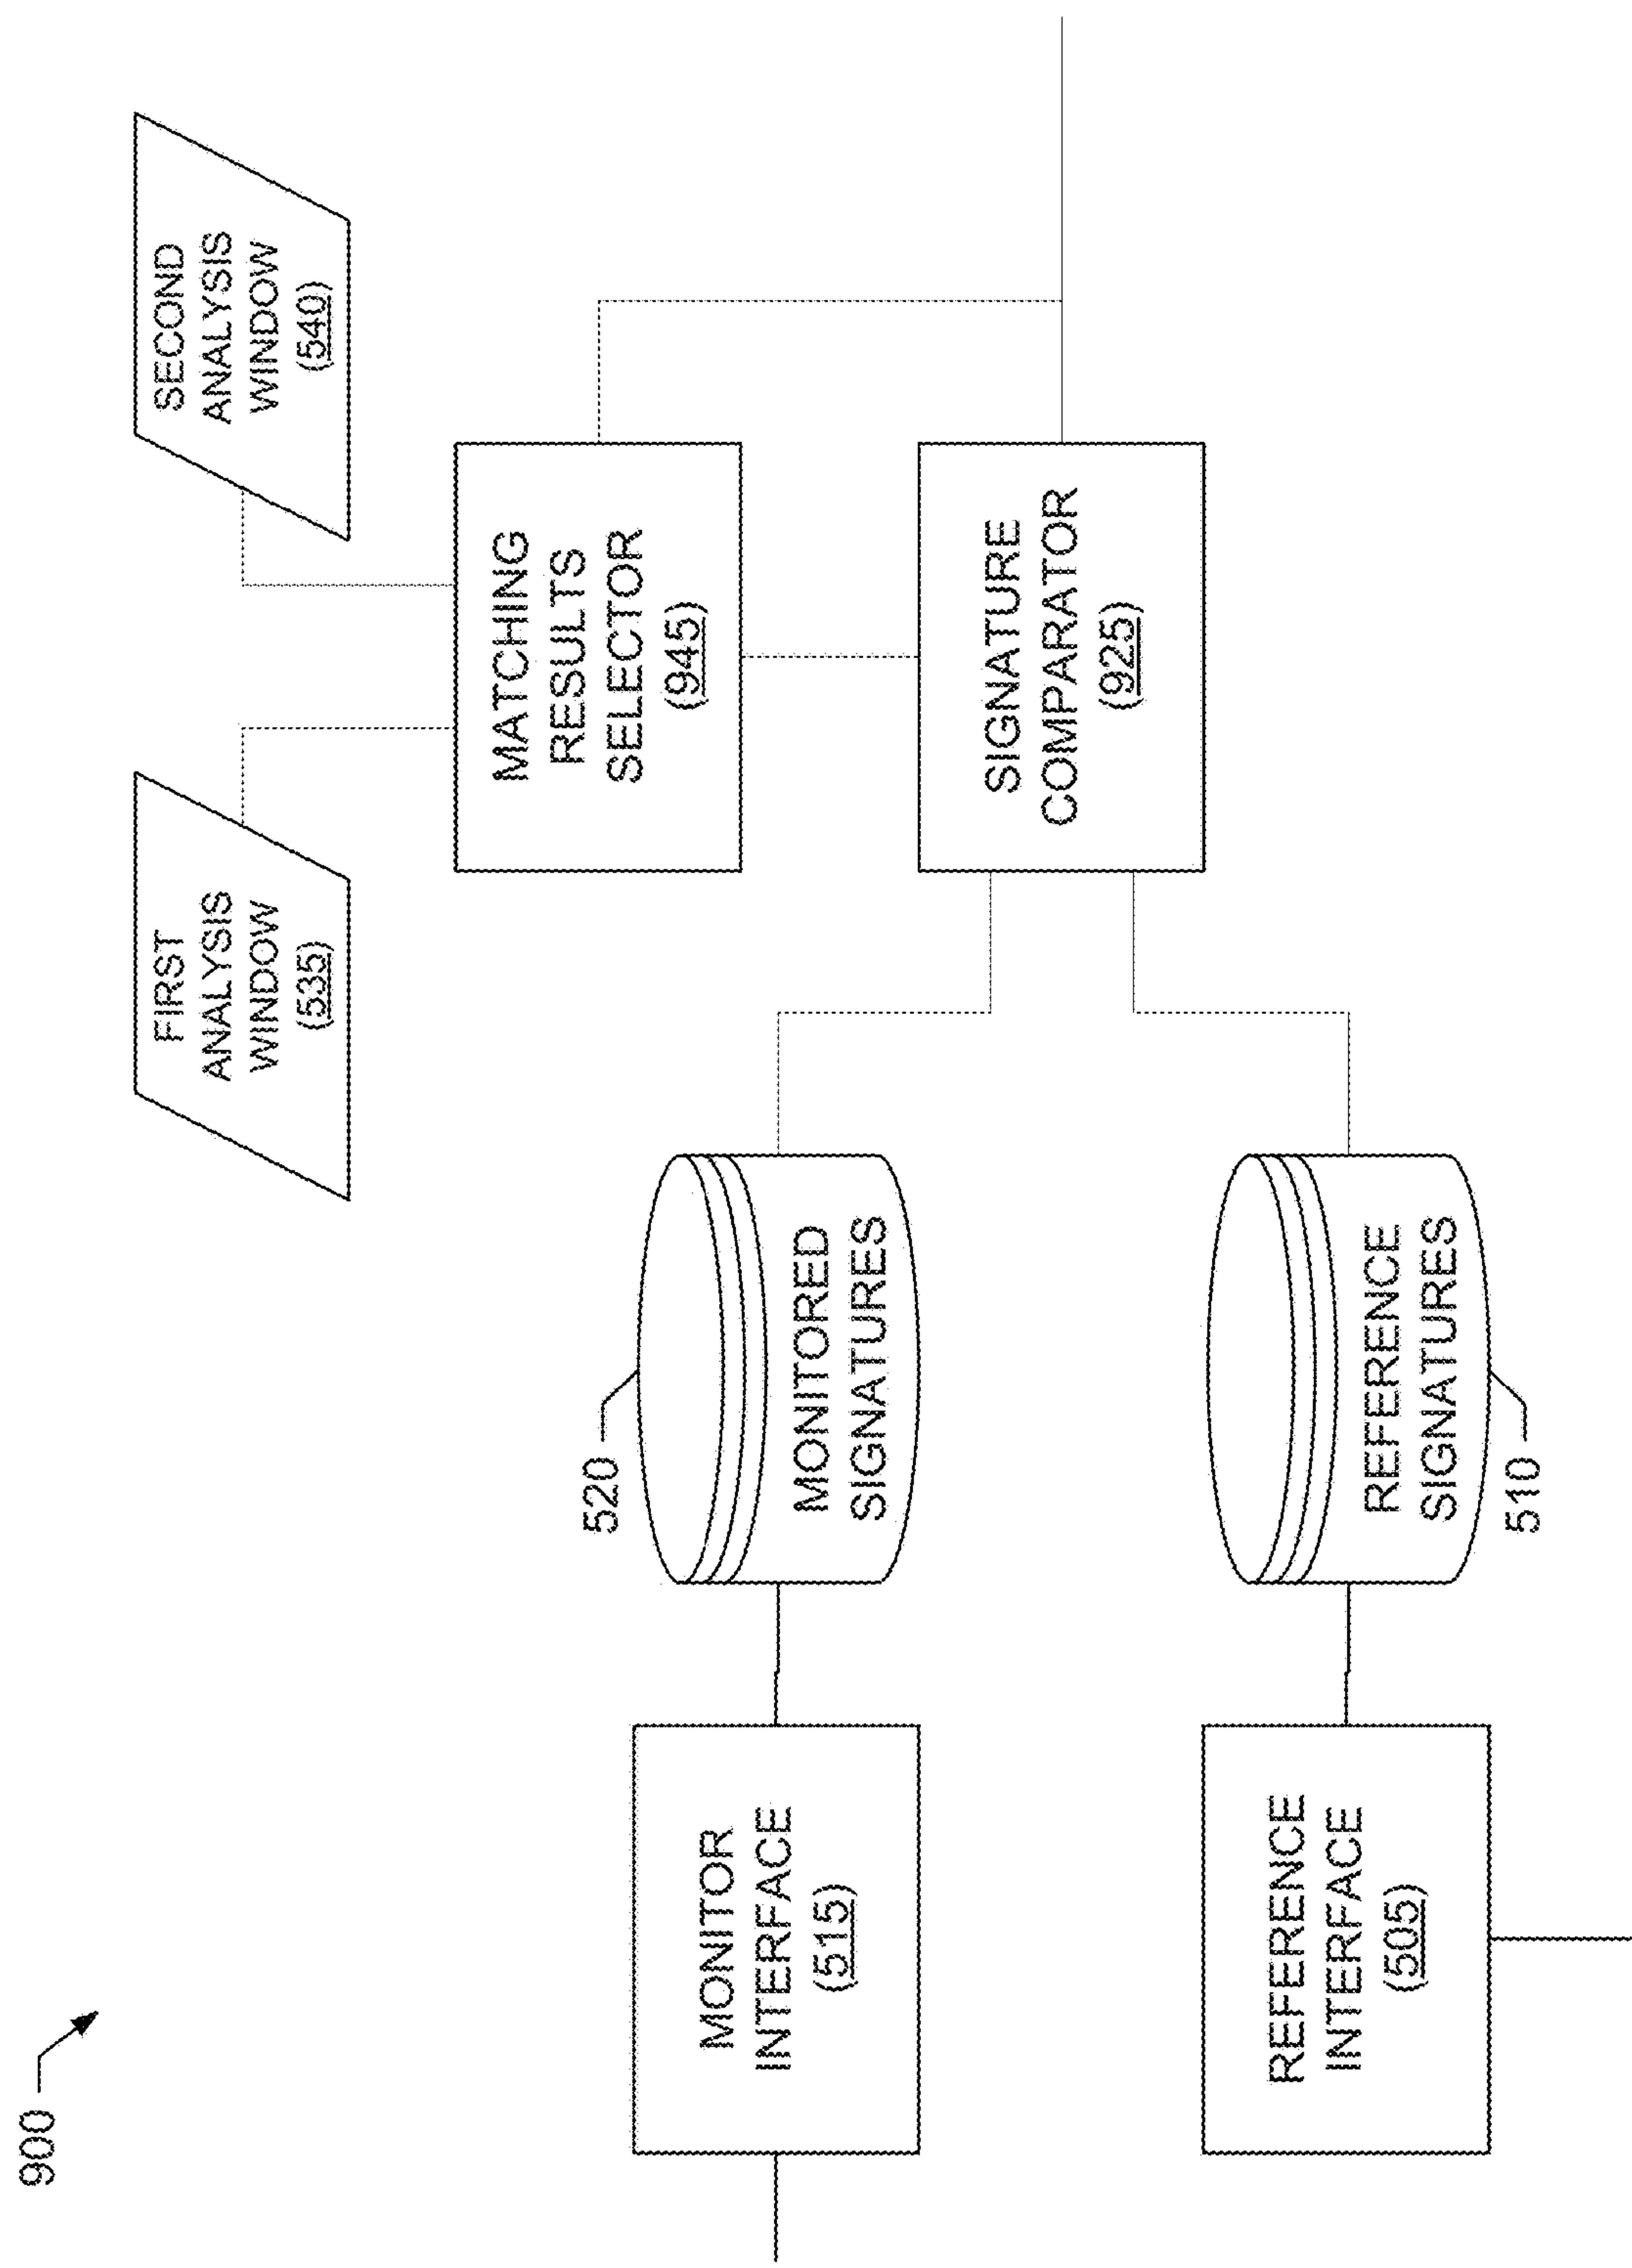 900
FIRST
ANALYSIS
WINDOW
(535)
SECOND
ANALYSIS
WINDOW
(540)
MATCHING
RESULTS
SELECTOR
(945)
520
MONITOR
INTERFACE
(515)
MONITORED
SIGNATURES
SIGNATURE
COMPARATOR
(925)
REFERENCE
INTERFACE
(505)
REFERENCE
SIGNATURES
510